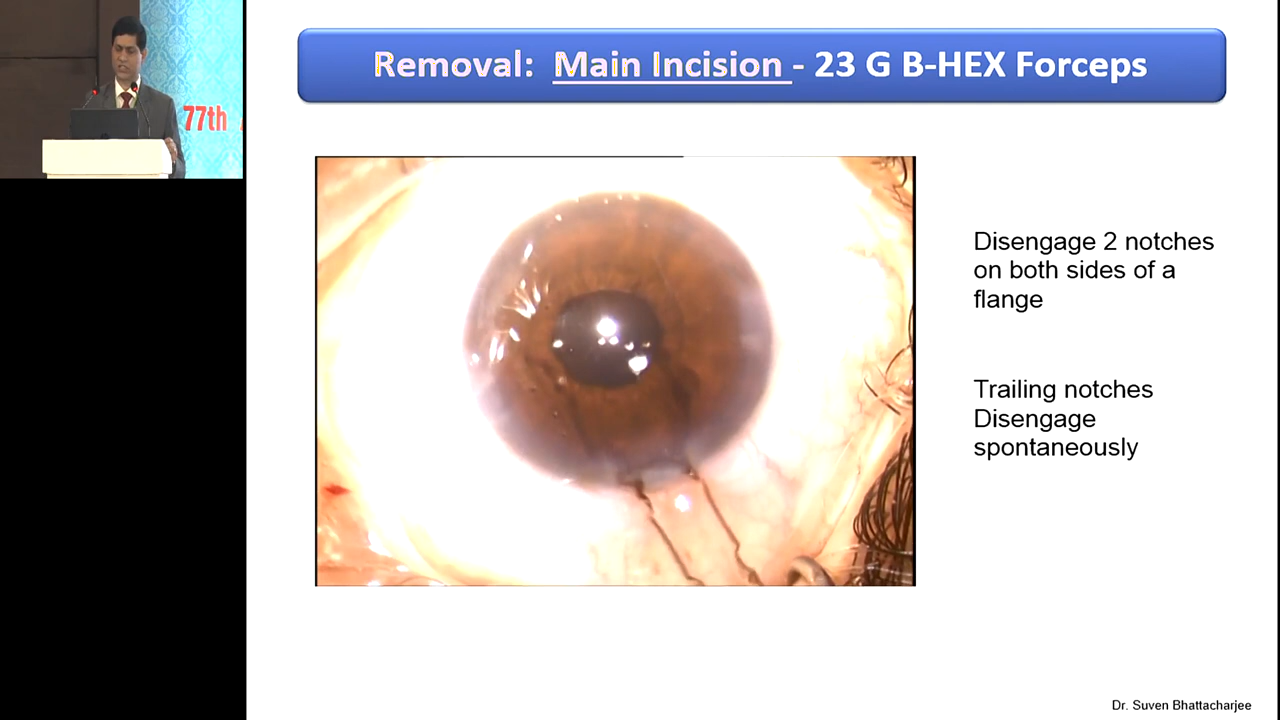 Removal: Main Incision - 23 G B-HEX Forceps
77th
Disengage 2 notches
on both sides of a
flange
Trailing notches
Disengage
spontaneously
Dr. Suven Bhattacharjee